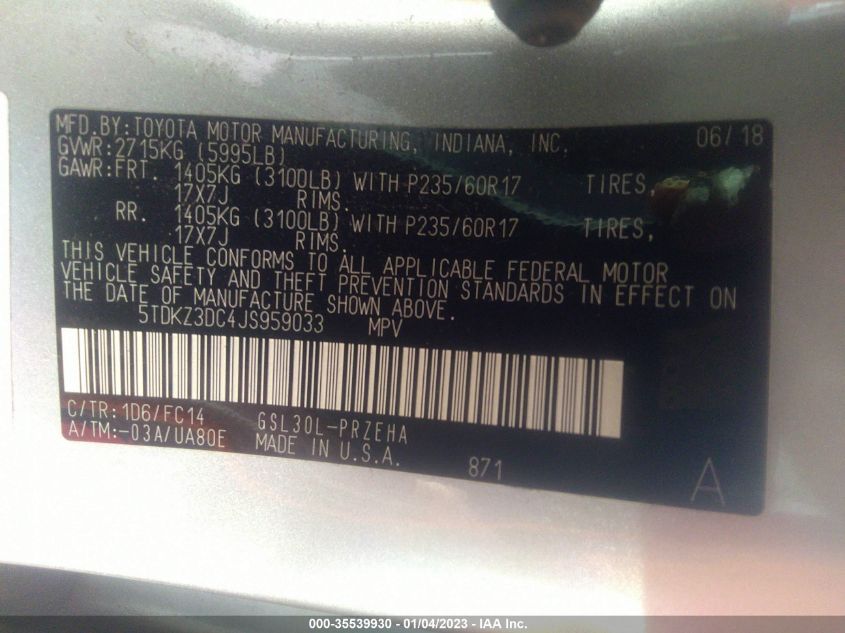 MFD.BY:TOYOTA MOTOR MANUFACTURING, INDIANA, INC. 06/18
GVWR:2715KG (5995LB)
GAWR:FRT. 1405KG (3100LB) WITH P235/60R17 TIRES,
17X7J RIMS.
RR. 1405KG (3100LB) WITH P235/60R17 TIRES,
17X7J RIMS.
THIS VEHICLE CONFORMS TO ALL APPLICABLE FEDERAL MOTOR
VEHICLE SAFETY AND THEFT PREVENTION STANDARDS IN EFFECT ON
THE DATE OF MANUFACTURE SHOWN ABOVE.
5TDKZ3DC4JS959033 MPV
C/TR:1D6/FC14 GSL30L-PRZEHA
A/TM:-03A/UA80E MADE IN U.S.A. 871
A
000-35539930 - 01/04/2023 - IAA Inc.